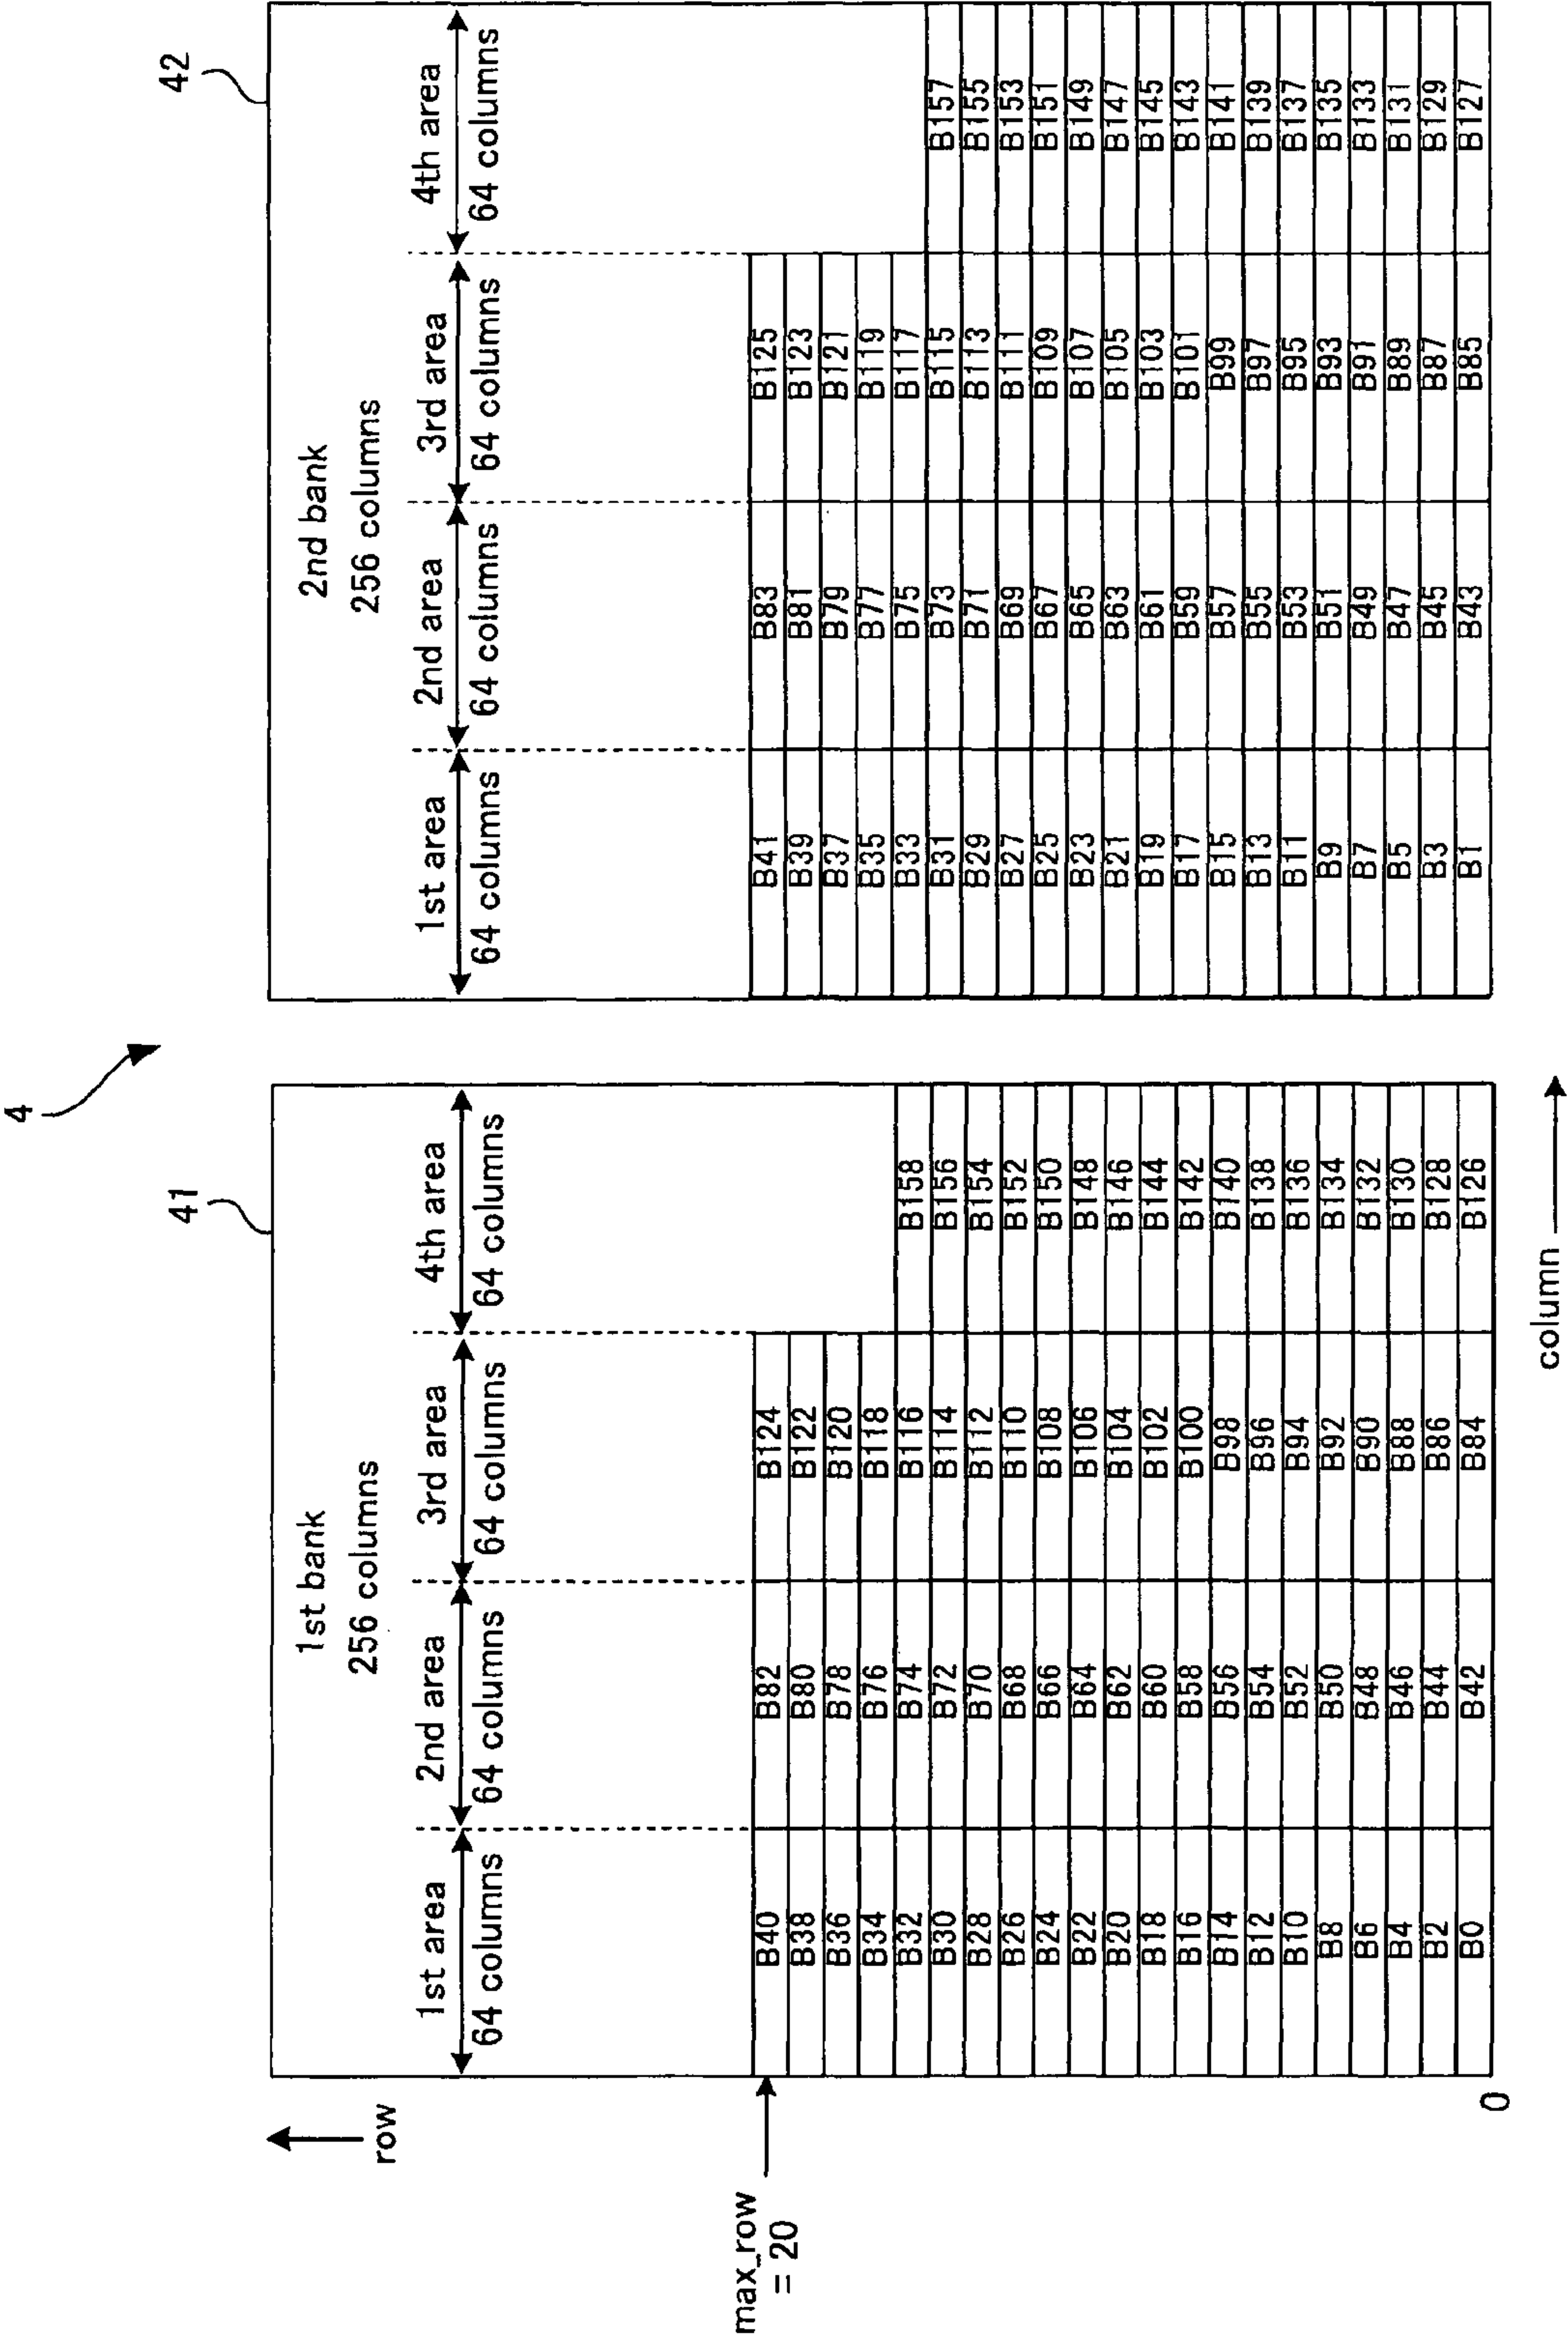 4
41
42
1st bank
256 columns
1st area 2nd area 3rd area 4th area
64 columns 64 columns 64 columns 64 columns
2nd bank
256 columns
1st area 2nd area 3rd area 4th area
64 columns 64 columns 64 columns 64 columns
row
max_row
= 20
B40 B82 B124
B38 B80 B122
B36 B78 B120
B34 B76 B118
B32 B74 B116 B158
B30 B72 B114 B156
B28 B70 B112 B154
B26 B68 B110 B152
B24 B66 B108 B150
B22 B64 B106 B148
B20 B62 B104 B146
B18 B60 B102 B144
B16 B58 B100 B142
B14 B56 B98 B140
B12 B54 B96 B138
B10 B52 B94 B136
B8 B50 B92 B134
B6 B48 B90 B132
B4 B46 B88 B130
B2 B44 B86 B128
B0 B42 B84 B126
B41 B83 B125
B39 B81 B123
B37 B79 B121
B35 B77 B119
B33 B75 B117
B31 B73 B115 B157
B29 B71 B113 B155
B27 B69 B111 B153
B25 B67 B109 B151
B23 B65 B107 B149
B21 B63 B105 B147
B19 B61 B103 B145
B17 B59 B101 B143
B15 B57 B99 B141
B13 B55 B97 B139
B11 B53 B95 B137
B9 B51 B93 B135
B7 B49 B91 B133
B5 B47 B89 B131
B3 B45 B87 B129
B1 B43 B85 B127
0
column